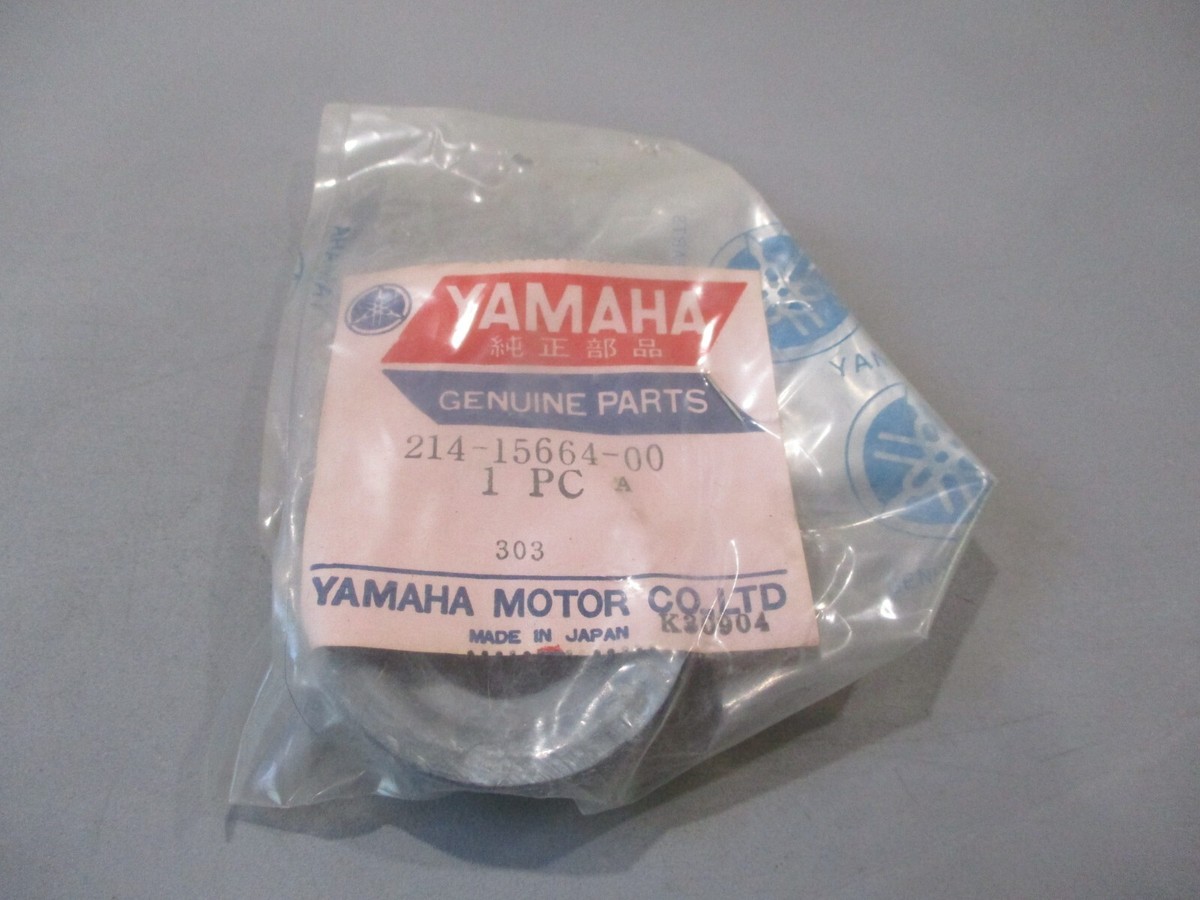 YAMAHA
純正部品
GENUINE PARTS
214-15664-00
1 PC A
303
YAMAHA MOTOR CO.,LTD
MADE IN JAPAN